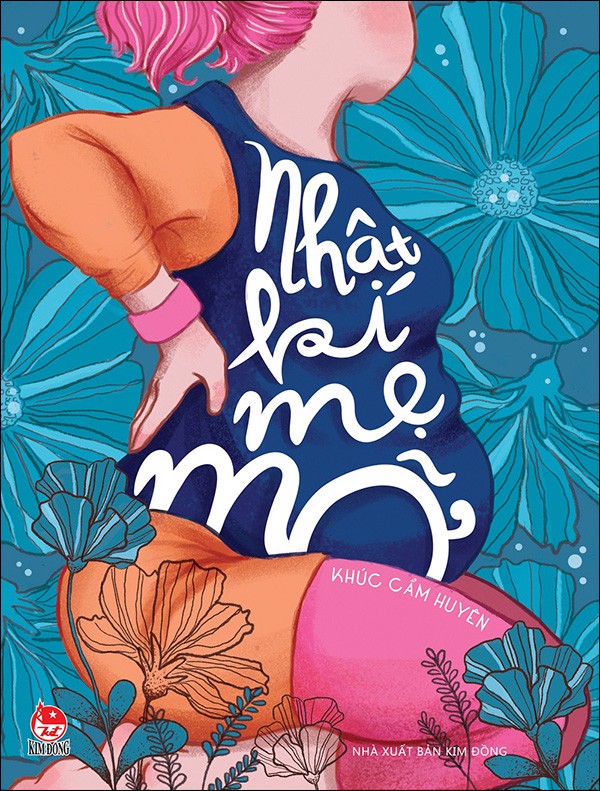 Nhật
kí
mẹ
mỡ
KHÚC CẨM HUYÊN
NHÀ XUẤT BẢN KIM ĐỒNG
KIM ĐỒNG